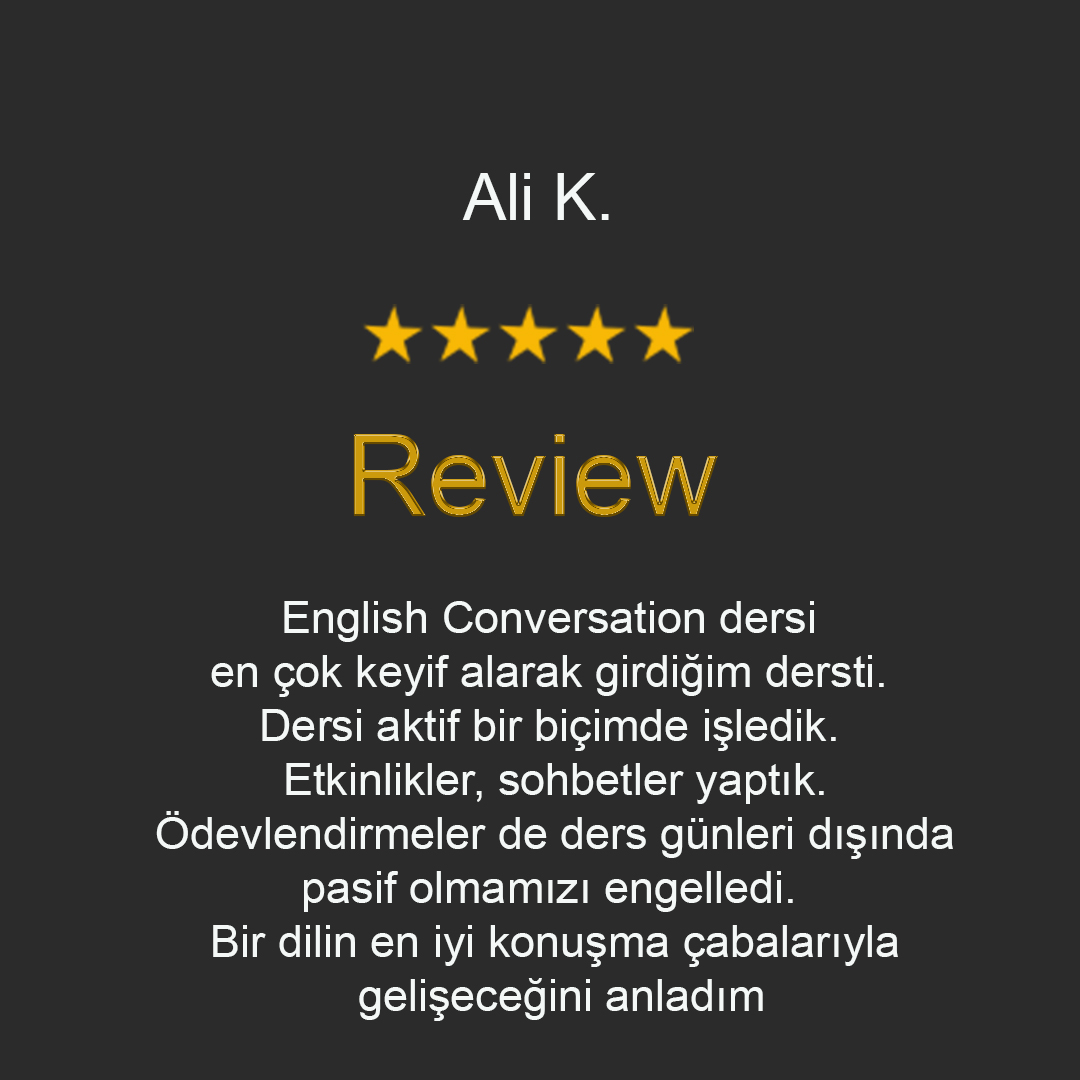 Ali K.
Review
English Conversation dersi
en çok keyif alarak girdiğim dersti.
Dersi aktif bir biçimde işledik.
Etkinlikler, sohbetler yaptık.
Ödevlendirmeler de ders günleri dışında
pasif olmamızı engelledi.
Bir dilin en iyi konuşma çabalarıyla
gelişeceğini anladım